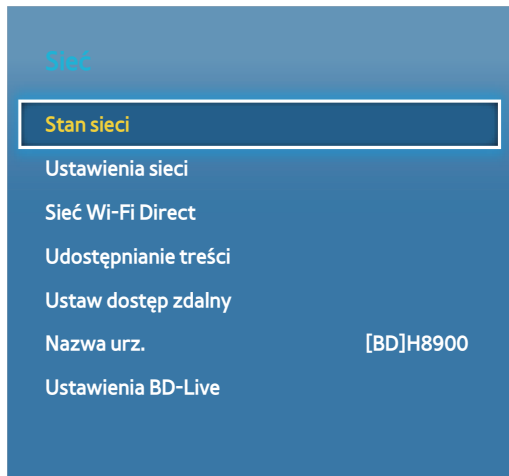 Sieć
Stan sieci
Ustawienia sieci
Sieć Wi-Fi Direct
Udostępnianie treści
Ustaw dostęp zdalny
Nazwa urz. [BD]H8900
Ustawienia BD-Live